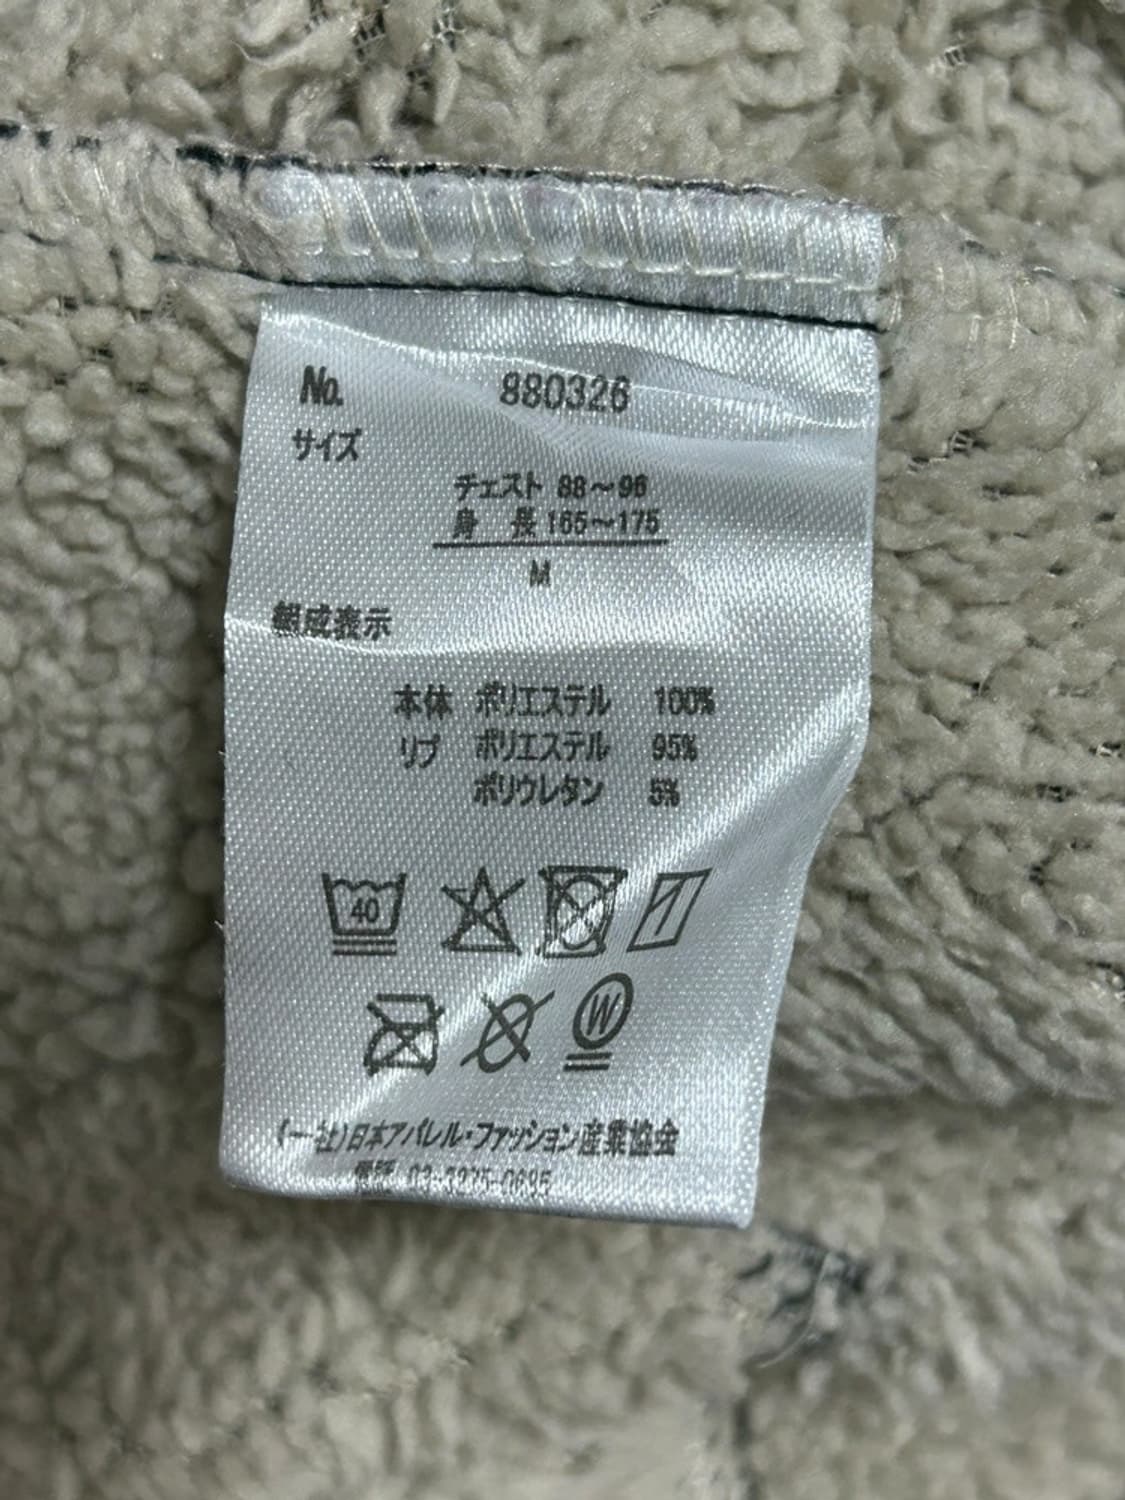 No. 880326
サイズ
チェスト 88～96
身 長 165～175
M
組成表示
本体 ポリエステル 100%
リブ ポリエステル 95%
ポリウレタン 5%
40
W
(一社)日本アパレル・ファッション産業協会
電話